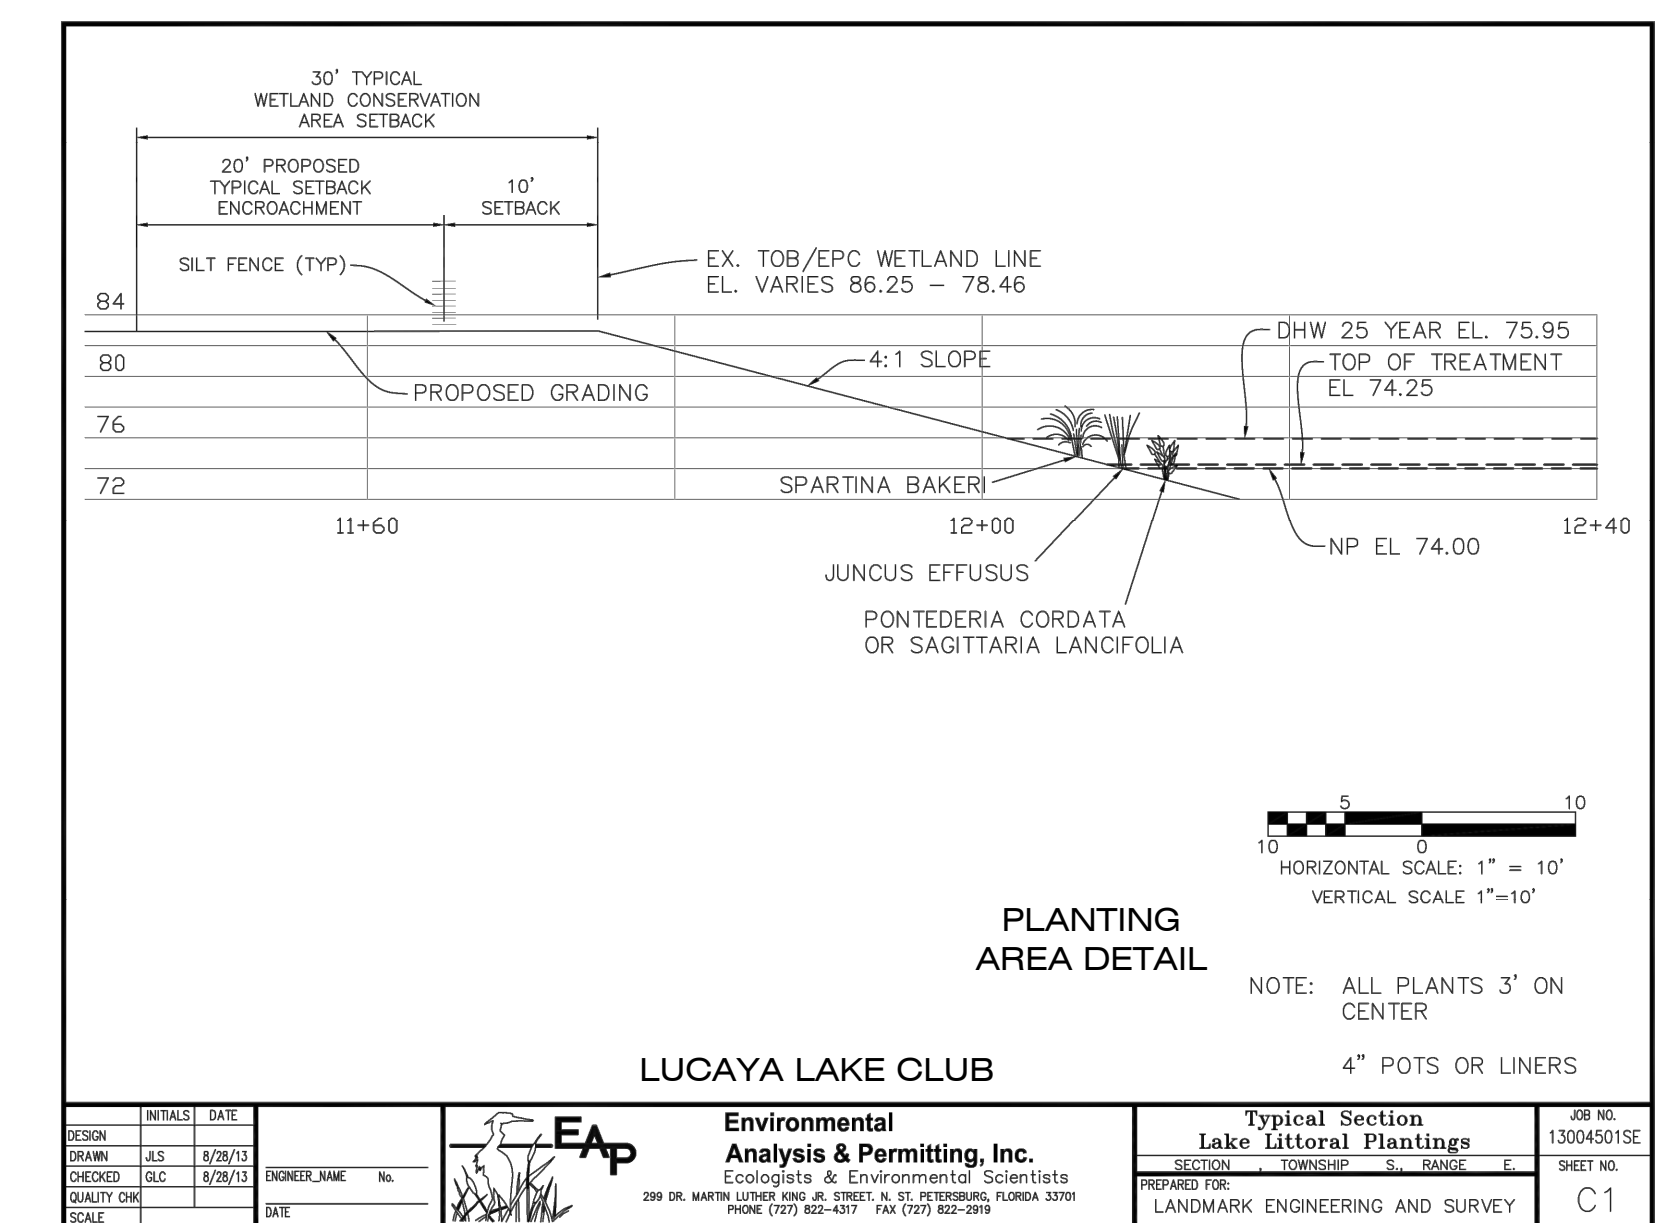 30' TYPICAL
WETLAND CONSERVATION
AREA SETBACK
20' PROPOSED
TYPICAL SETBACK
ENCROACHMENT
10'
SETBACK
SILT FENCE (TYP)
EX. TOB/EPC WETLAND LINE
EL. VARIES 86.25 – 78.46
84
80
76
72
PROPOSED GRADING
4:1 SLOPE
DHW 25 YEAR EL. 75.95
TOP OF TREATMENT
EL 74.25
SPARTINA BAKERI
11+60
12+00
12+40
NP EL 74.00
JUNCUS EFFUSUS
PONTEDERIA CORDATA
OR SAGITTARIA LANCIFOLIA
5 10
10 0
HORIZONTAL SCALE: 1" = 10'
VERTICAL SCALE 1"=10'
PLANTING
AREA DETAIL
NOTE: ALL PLANTS 3' ON
CENTER
4" POTS OR LINERS
LUCAYA LAKE CLUB
INITIALS DATE
DESIGN
DRAWN JLS 8/28/13
CHECKED GLC 8/28/13
QUALITY CHK
SCALE
ENGINEER_NAME No.
DATE
EAP
Environmental
Analysis & Permitting, Inc.
Ecologists & Environmental Scientists
299 DR. MARTIN LUTHER KING JR. STREET. N. ST. PETERSBURG, FLORIDA 33701
PHONE (727) 822-4317 FAX (727) 822-2919
Typical Section
Lake Littoral Plantings
SECTION , TOWNSHIP S., RANGE E.
PREPARED FOR:
LANDMARK ENGINEERING AND SURVEY
JOB NO.
13004501SE
SHEET NO.
C1